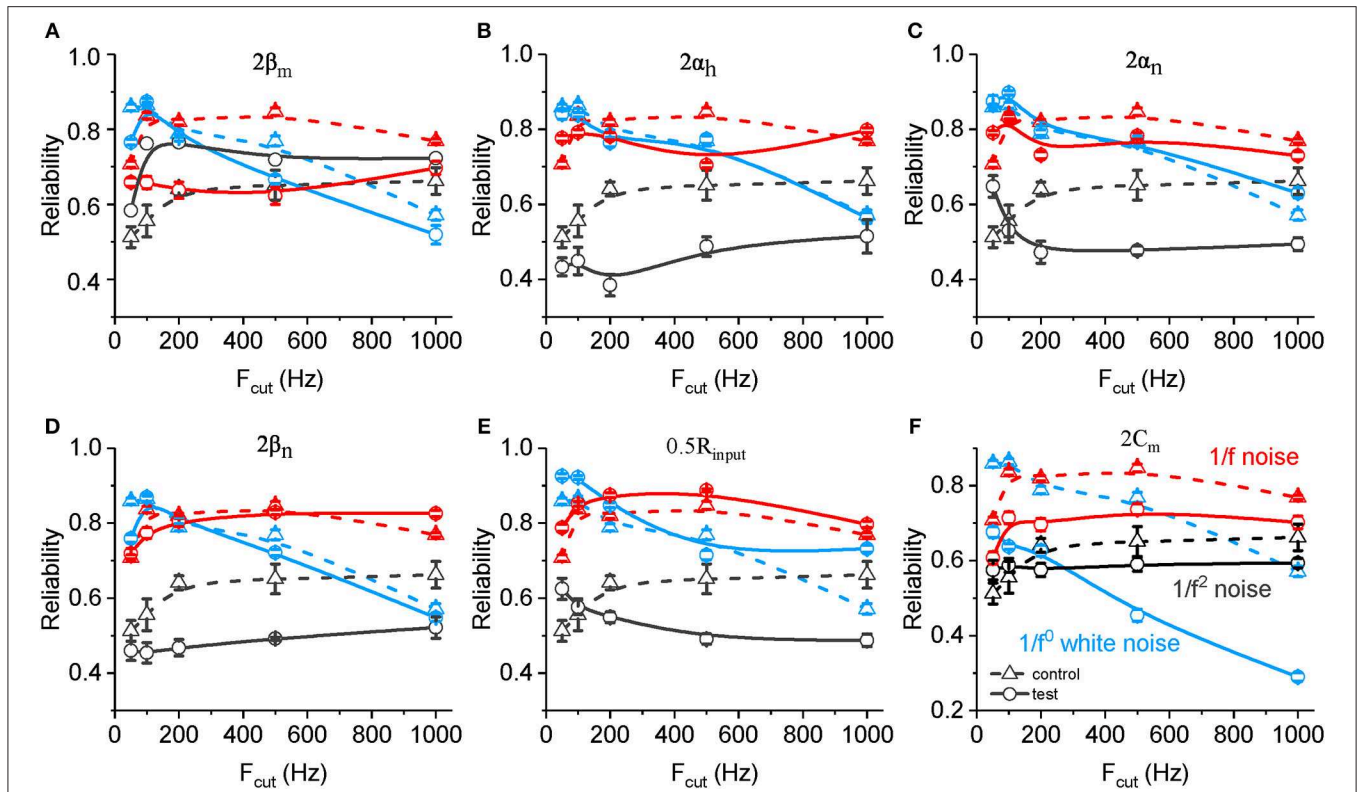 A
2βm
Reliability
1.0
0.8
0.6
0.4
0 200 400 600 800 1000
Fcut (Hz)
B
2αh
Reliability
1.0
0.8
0.6
0.4
0 200 400 600 800 1000
Fcut (Hz)
C
2αn
Reliability
1.0
0.8
0.6
0.4
0 200 400 600 800 1000
Fcut (Hz)
D
2βn
Reliability
1.0
0.8
0.6
0.4
0 200 400 600 800 1000
Fcut (Hz)
E
0.5Rinput
Reliability
1.0
0.8
0.6
0.4
0 200 400 600 800 1000
Fcut (Hz)
F
2Cm
Reliability
0.8
0.6
0.4
0.2
1/f noise
1/f² noise
1/f⁰ white noise
control
test
0 200 400 600 800 1000
Fcut (Hz)